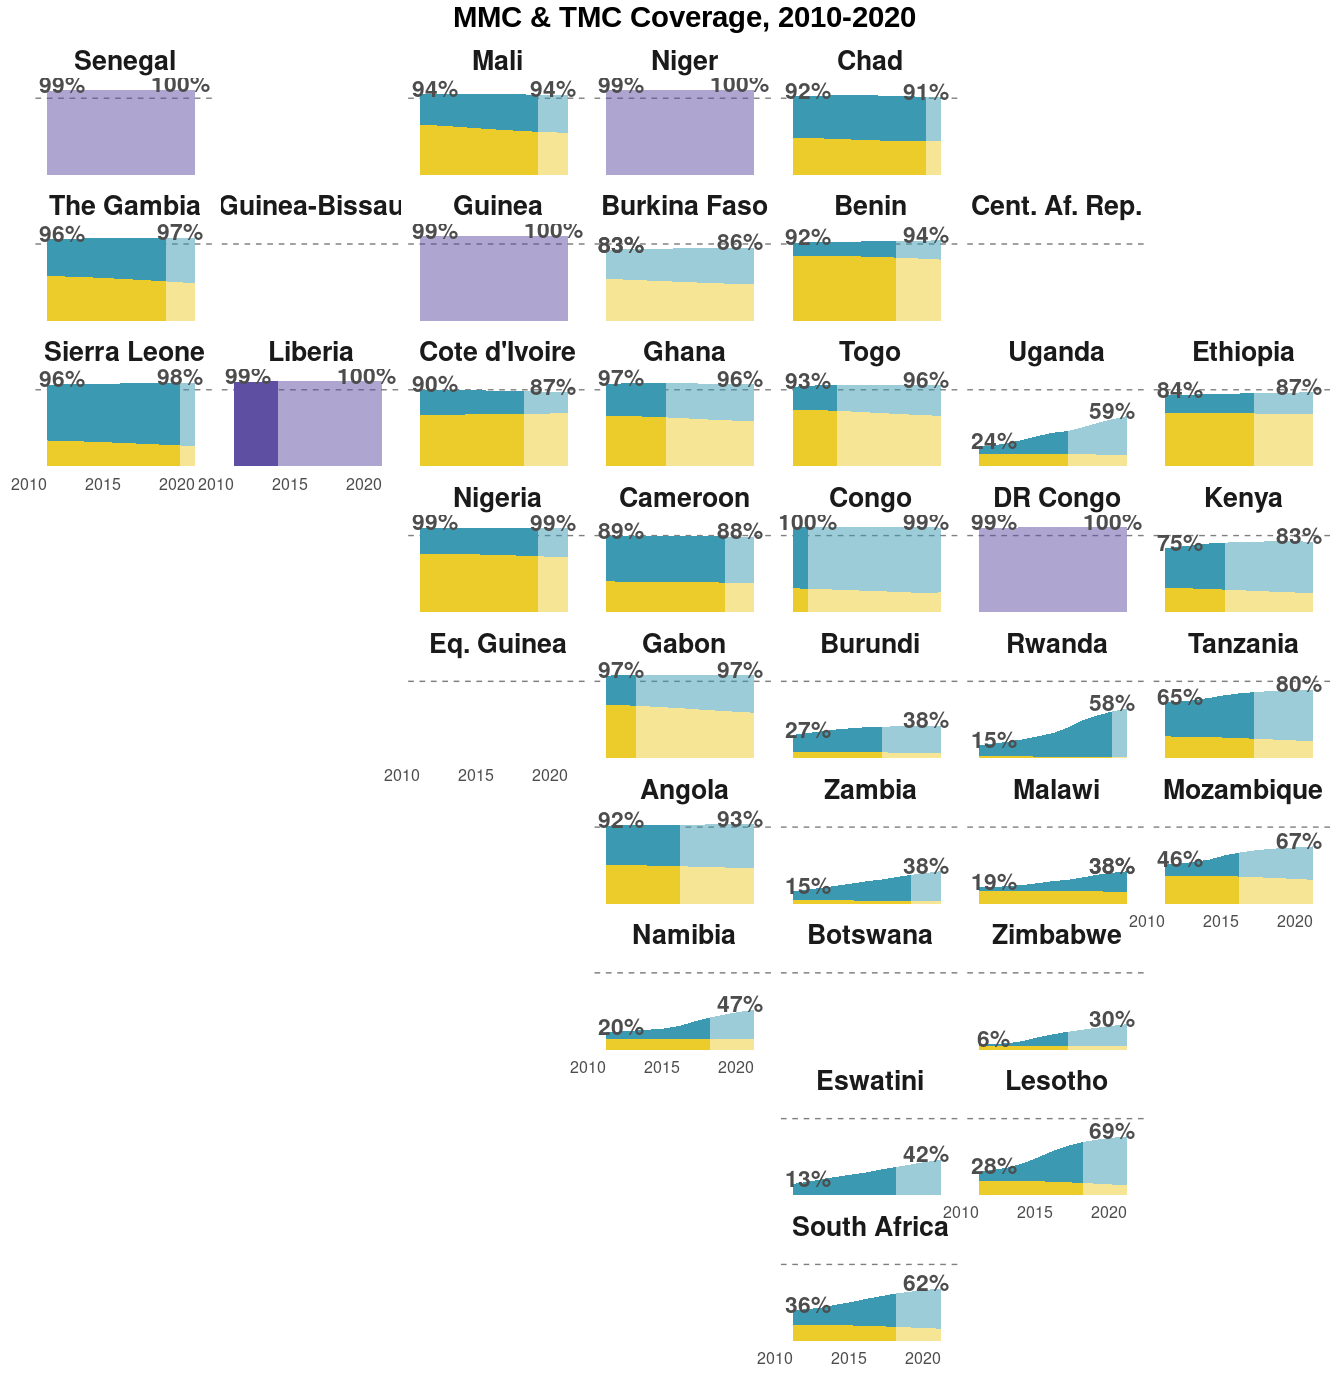 MMC & TMC Coverage, 2010-2020
Senegal Mali Niger Chad
99% 100% 94% 94% 99% 100% 92% 91%
The Gambia Guinea-Bissau Guinea Burkina Faso Benin Cent. Af. Rep.
96% 97% 99% 100% 83% 86% 92% 94%
Sierra Leone Liberia Cote d'Ivoire Ghana Togo Uganda Ethiopia
96% 98% 99% 100% 90% 87% 97% 96% 93% 96% 24% 59% 84% 87%
2010 2015 2020 2010 2015 2020
Nigeria Cameroon Congo DR Congo Kenya
99% 99% 89% 88% 100% 99% 99% 100% 75% 83%
Eq. Guinea Gabon Burundi Rwanda Tanzania
97% 97% 27% 38% 15% 58% 65% 80%
2010 2015 2020
Angola Zambia Malawi Mozambique
92% 93% 15% 38% 19% 38% 46% 67%
2010 2015 2020
Namibia Botswana Zimbabwe
20% 47% 6% 30%
2010 2015 2020
Eswatini Lesotho
13% 42% 28% 69%
2010 2015 2020
South Africa
36% 62%
2010 2015 2020